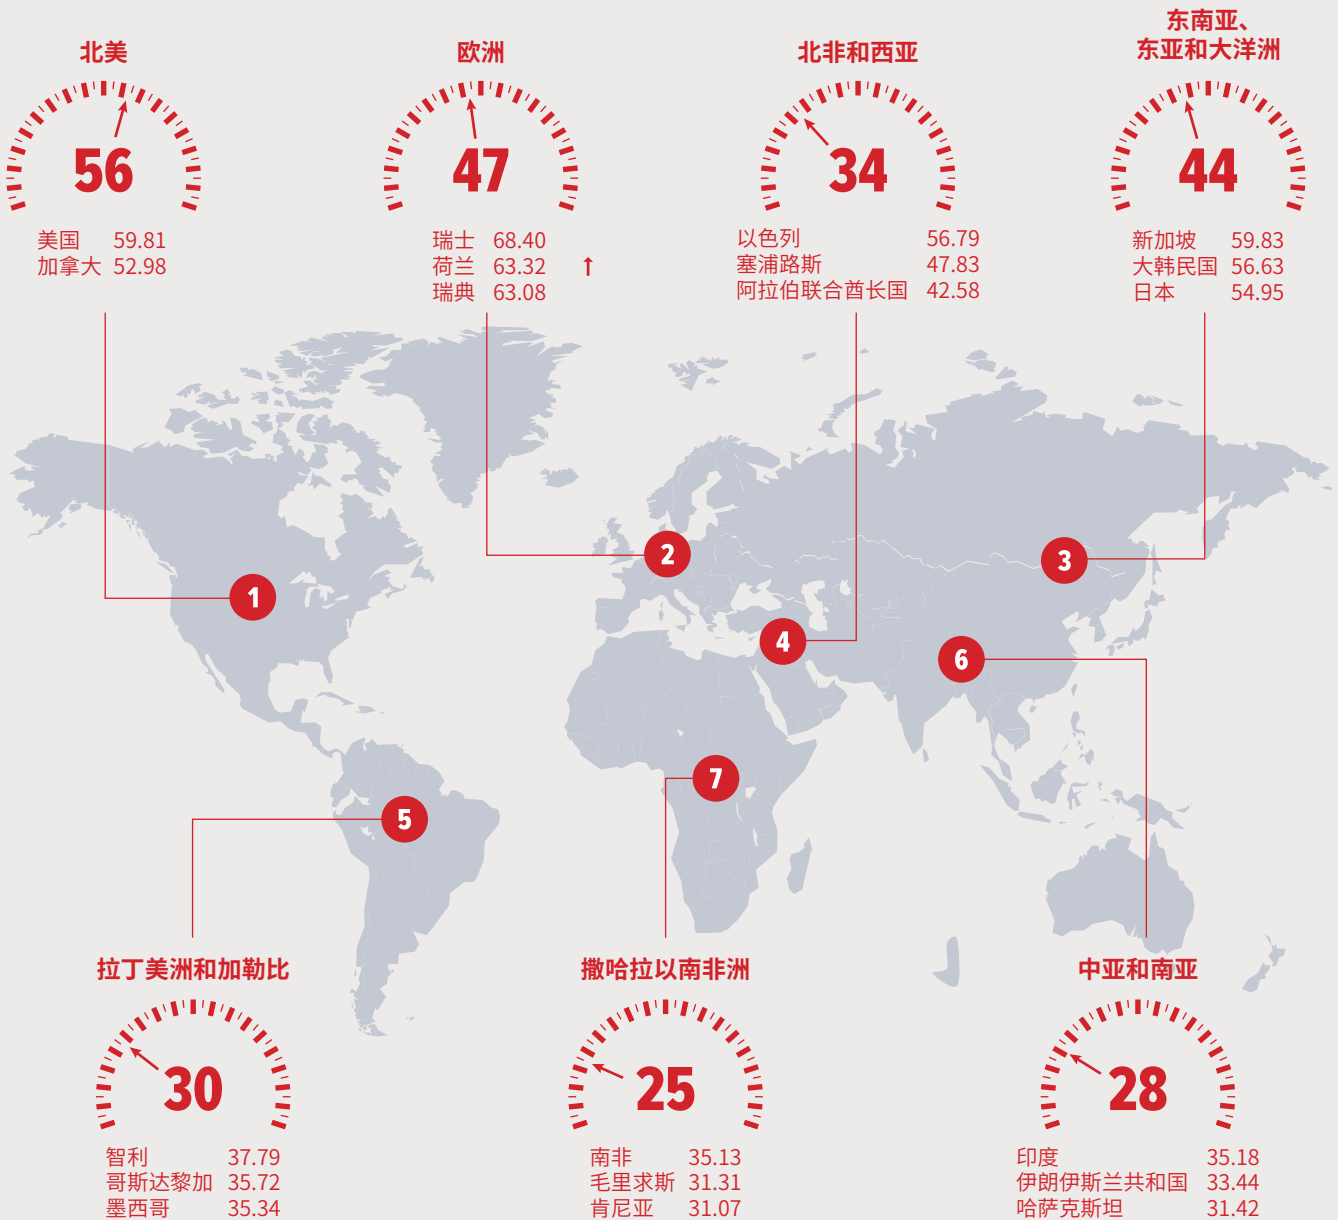 北美
56
美国 59.81
加拿大 52.98
欧洲
47
瑞士 68.40
荷兰 63.32 ↑
瑞典 63.08
北非和西亚
34
以色列 56.79
塞浦路斯 47.83
阿拉伯联合酋长国 42.58
东南亚、
东亚和大洋洲
44
新加坡 59.83
大韩民国 56.63
日本 54.95
1
2
3
4
5
6
7
拉丁美洲和加勒比
30
智利 37.79
哥斯达黎加 35.72
墨西哥 35.34
撒哈拉以南非洲
25
南非 35.13
毛里求斯 31.31
肯尼亚 31.07
中亚和南亚
28
印度 35.18
伊朗伊斯兰共和国 33.44
哈萨克斯坦 31.42